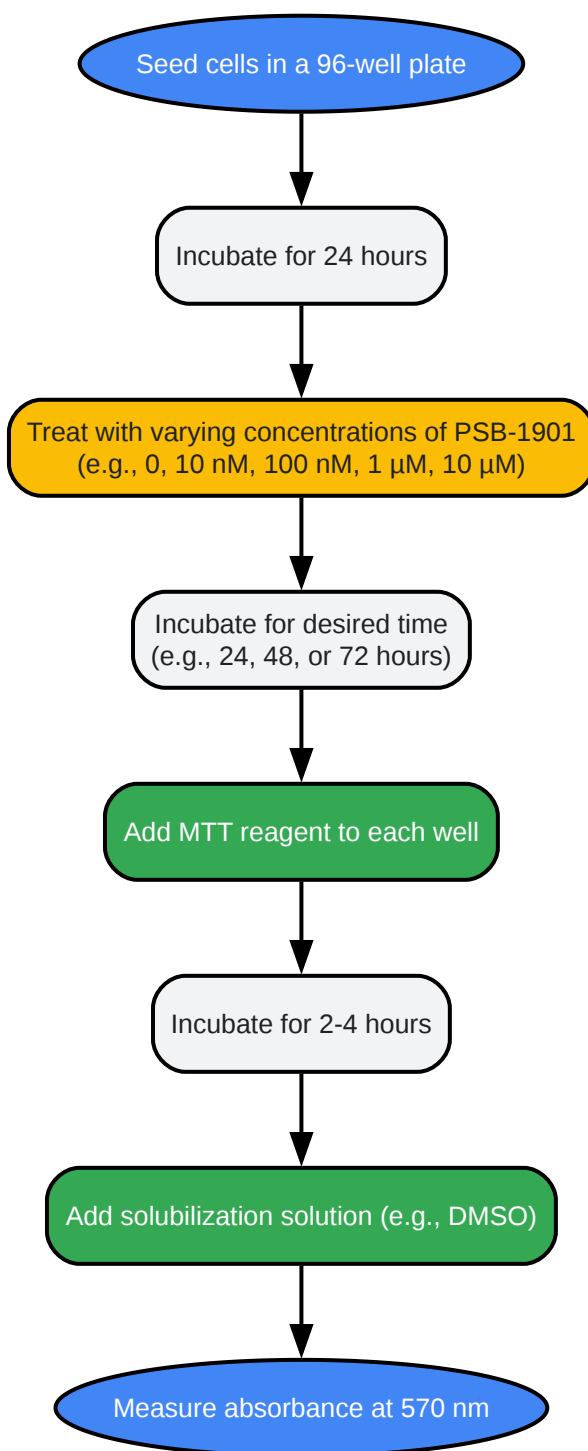 Seed cells in a 96-well plate
Incubate for 24 hours
Treat with varying concentrations of PSB-1901
(e.g., 0, 10 nM, 100 nM, 1 µM, 10 µM)
Incubate for desired time
(e.g., 24, 48, or 72 hours)
Add MTT reagent to each well
Incubate for 2-4 hours
Add solubilization solution (e.g., DMSO)
Measure absorbance at 570 nm